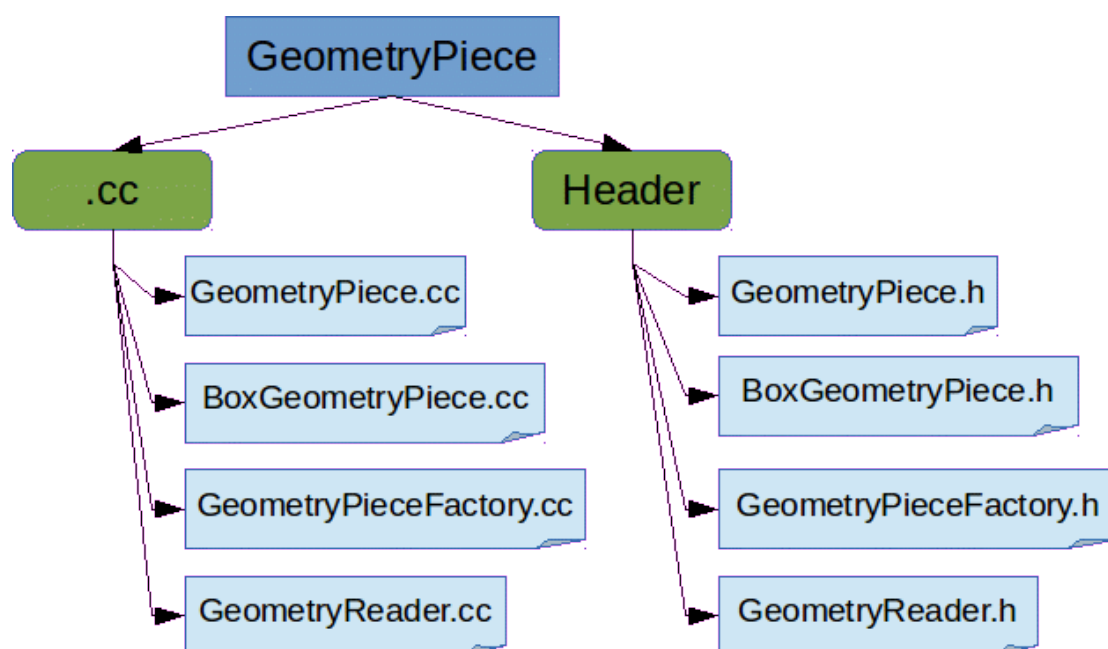 GeometryPiece
.cc
Header
GeometryPiece.cc
BoxGeometryPiece.cc
GeometryPieceFactory.cc
GeometryReader.cc
GeometryPiece.h
BoxGeometryPiece.h
GeometryPieceFactory.h
GeometryReader.h